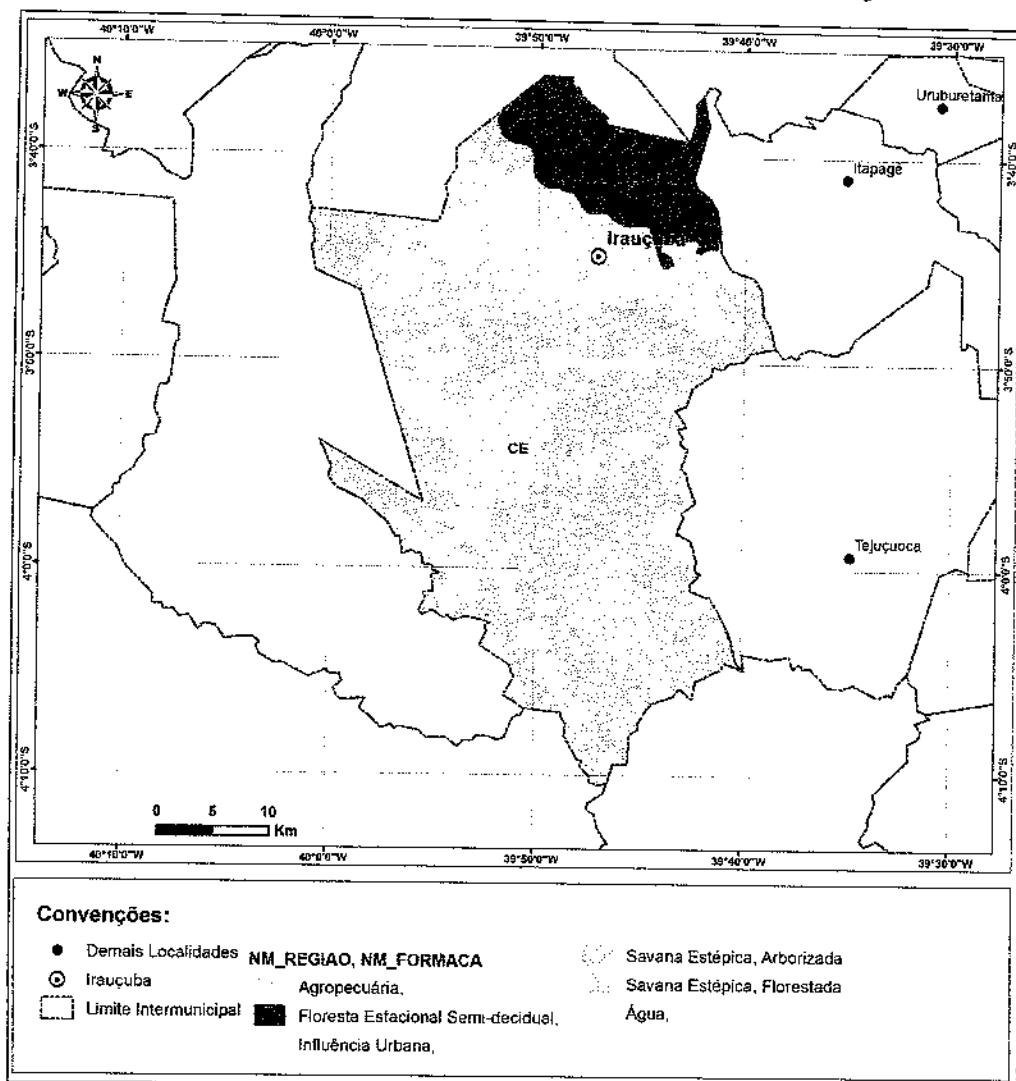 40°10'0"W 40°0'0"W 39°50'0"W 39°40'0"W 39°30'0"W
N
W E
S
Uruburetama
3°40'0"S
3°40'0"S
Itapagé
Irauçuba
3°50'0"S
CE
Tejuçuoca
4°0'0"S
4°0'0"S
4°10'0"S
4°10'0"S
0 5 10
Km
40°10'0"W 40°0'0"W 39°50'0"W 39°40'0"W 39°30'0"W
Convenções:
Demais Localidades
Irauçuba
Limite Intermunicipal
NM_REGIAO, NM_FORMACA
Agropecuária,
Floresta Estacional Semi-decidual,
Influência Urbana,
Savana Estépica, Arborizada
Savana Estépica, Florestada
Água,